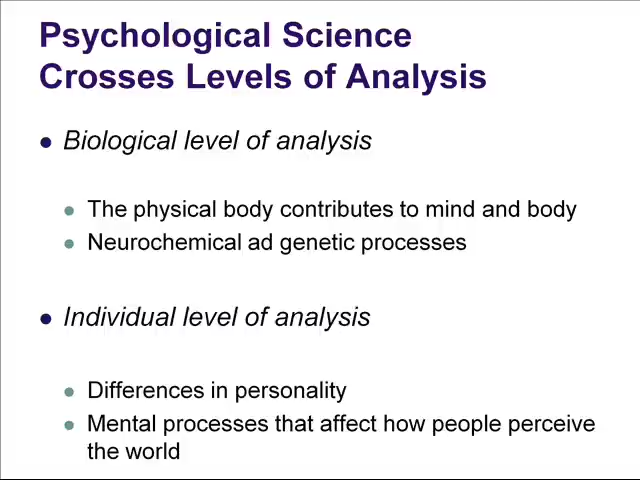 Psychological Science
Crosses Levels of Analysis
● Biological level of analysis
● The physical body contributes to mind and body
● Neurochemical ad genetic processes
● Individual level of analysis
● Differences in personality
● Mental processes that affect how people perceive
the world